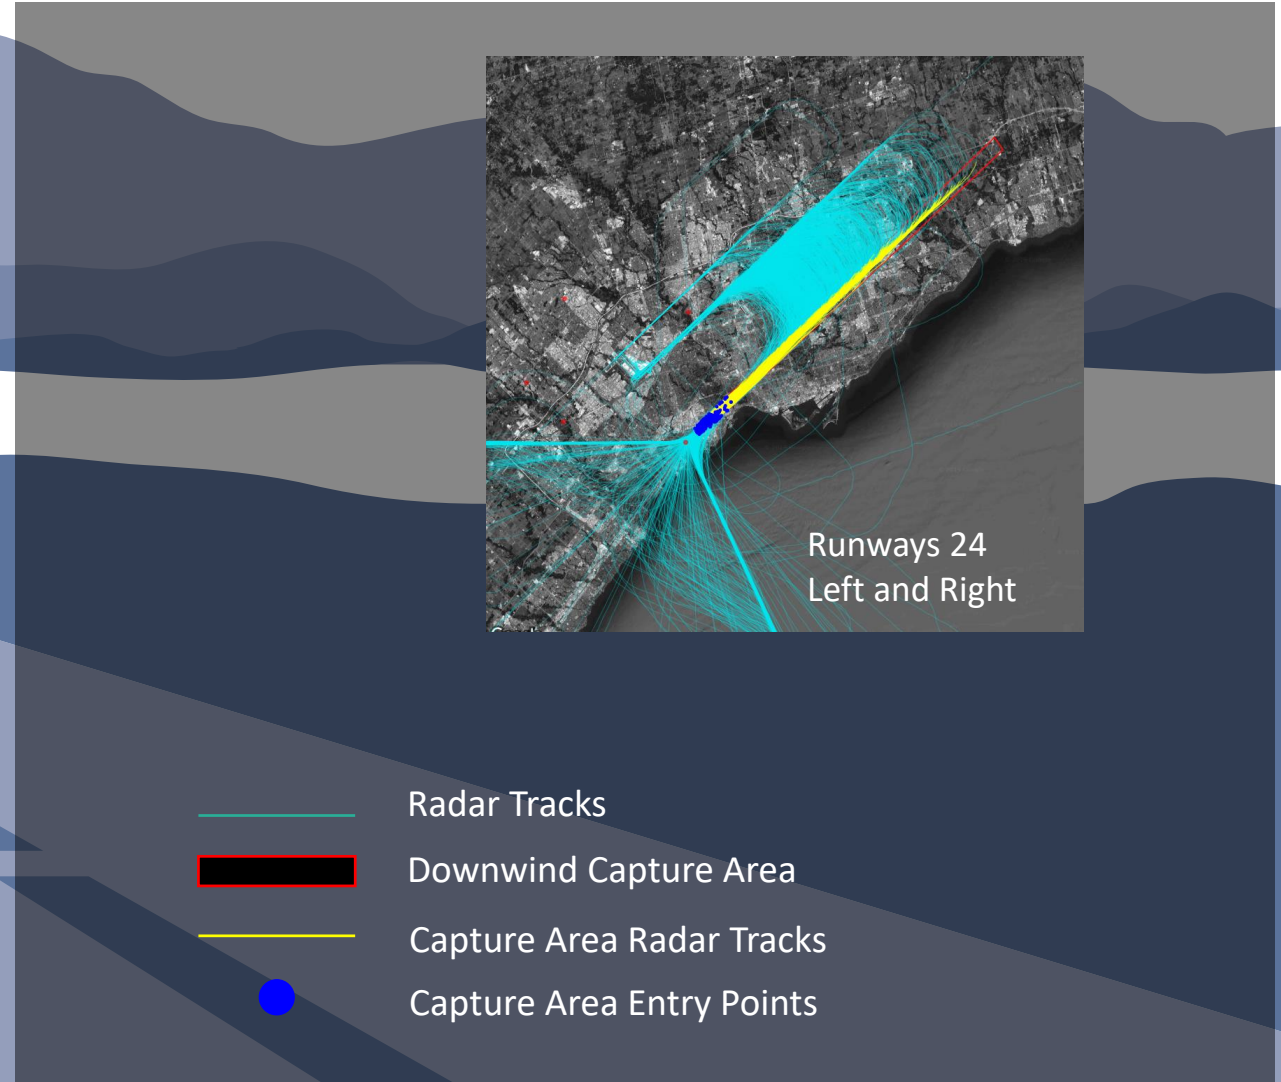 Runways 24
Left and Right
Radar Tracks
Downwind Capture Area
Capture Area Radar Tracks
Capture Area Entry Points